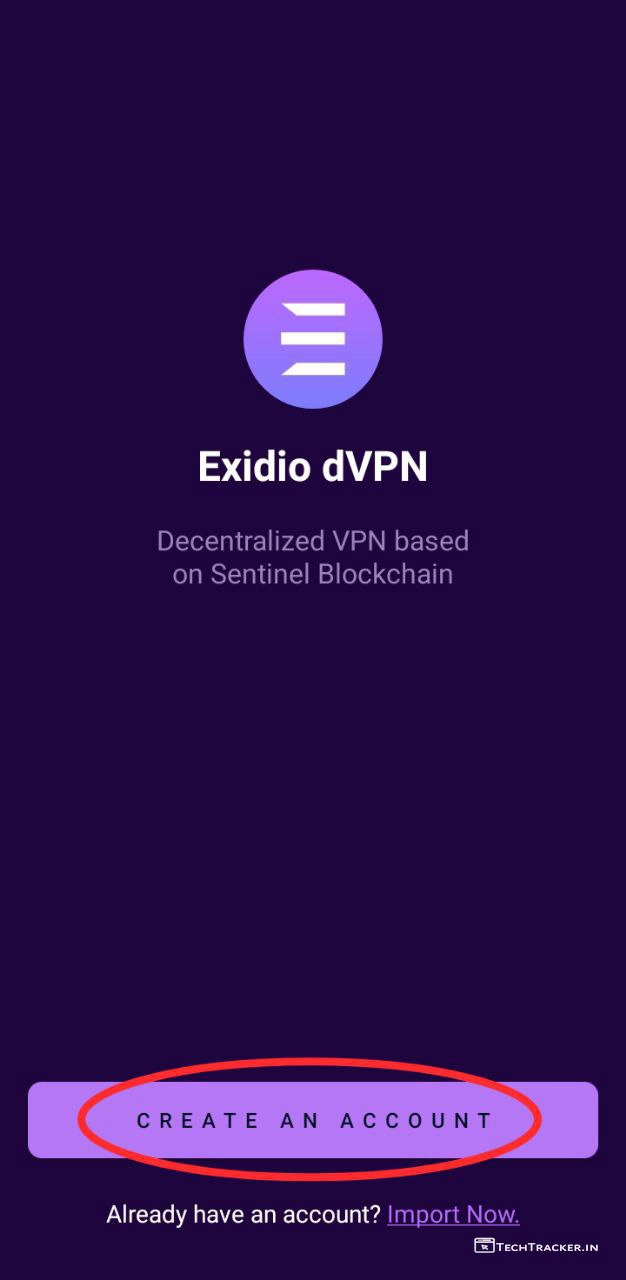 Exidio dVPN
Decentralized VPN based
on Sentinel Blockchain
CREATE AN ACCOUNT
Already have an account? Import Now.
TECHTRACKER.IN